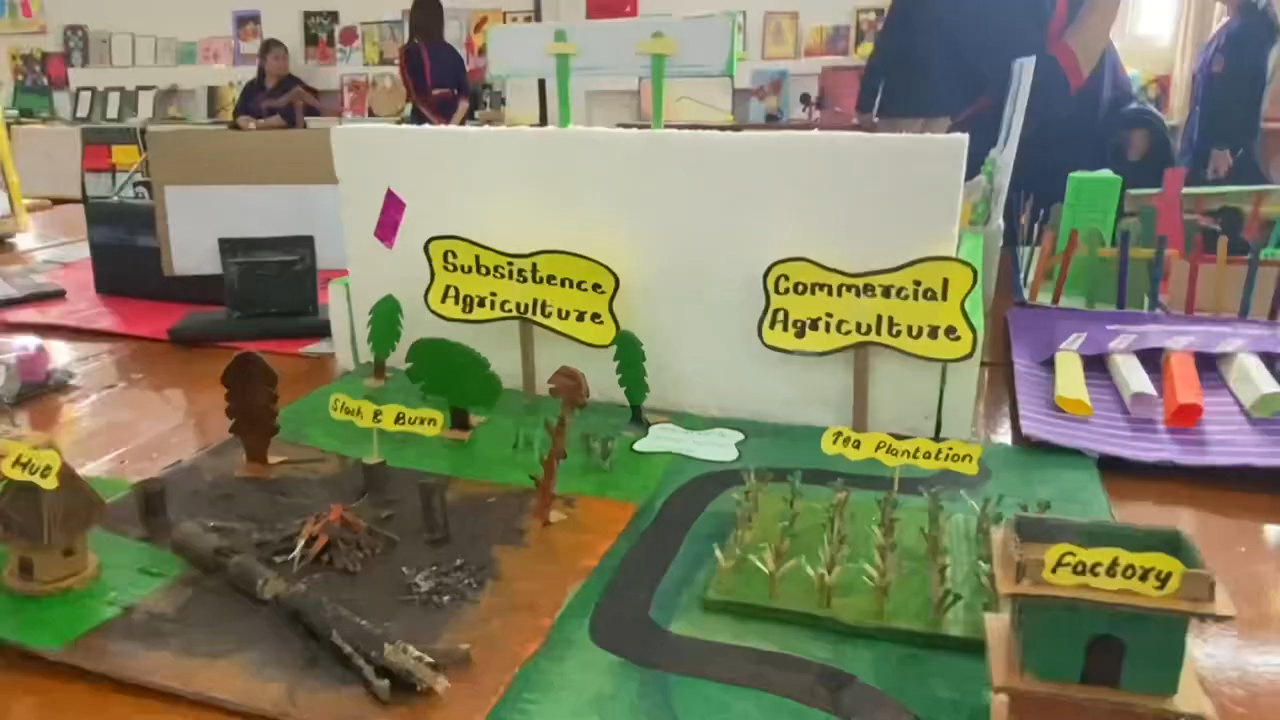 Subsistence
Agriculture
Commercial
Agriculture
Slash & Burn
Tea Plantation
Hut
Factory